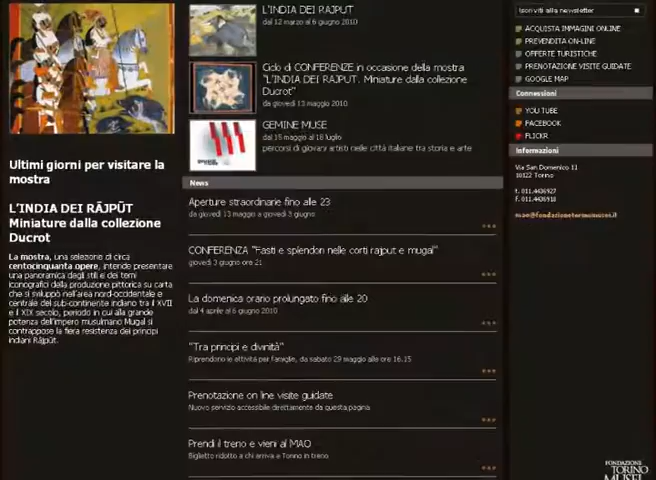 Ultimi giorni per visitare la
mostra
L'INDIA DEI RĀJPŪT
Miniature dalla collezione
Ducrot
La mostra, una selezione di circa
centocinquanta opere, intende presentare
una panoramica degli stili e dei temi
iconografici della produzione pittorica su carta
che si sviluppò nell'area nord-occidentale e
centrale del sub-continente indiano tra il XVII
e il XIX secolo, periodo in cui alla grande
potenza dell'impero musulmano Mugal si
contrappose la fiera resistenza dei principi
indiani Rājpūt.
L'INDIA DEI RAJPUT
dal 12 marzo al 6 giugno 2010
Ciclo di CONFERENZE in occasione della mostra
"L'INDIA DEI RAJPUT. Miniature dalla collezione
Ducrot"
da giovedì 13 maggio 2010
GEMINE MUSE
dal 15 maggio al 18 luglio
percorsi di giovani artisti nelle città italiane tra storia e arte
News
Aperture straordinarie fino alle 23
da giovedì 13 maggio a giovedì 3 giugno
CONFERENZA "Fasti e splendori nelle corti rajput e mugal"
giovedì 3 giugno ore 21
La domenica orario prolungato fino alle 20
dal 4 aprile al 6 giugno 2010
"Tra principi e divinità"
Riprendono le attività per famiglie, da sabato 29 maggio alle ore 16.15
Prenotazione on line visite guidate
Nuovo servizio accessibile direttamente da questa pagina
Prendi il treno e vieni al MAO
Biglietto ridotto a chi arriva a Torino in treno
Iscriviti alla newsletter
ACQUISTA IMMAGINI ONLINE
PREVENDITA ON-LINE
OFFERTE TURISTICHE
PRENOTAZIONE VISITE GUIDATE
GOOGLE MAP
Connessioni
YOU TUBE
FACEBOOK
FLICKR
Informazioni
Via San Domenico 11
10122 Torino
t. 011.4436927
f. 011.4436918
mao@fondazionetorinomusei.it
FONDAZIONE
TORINO
MUSEI